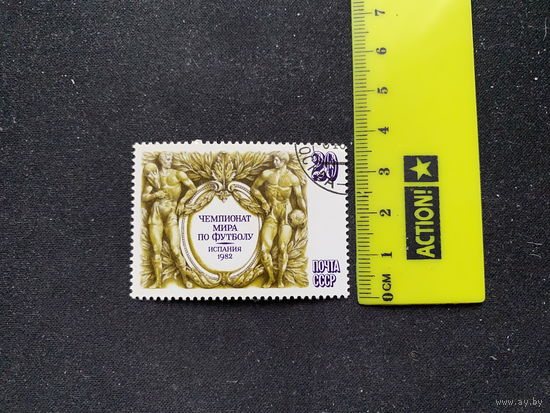 20
ЧЕМПИОНАТ
МИРА
ПО ФУТБОЛУ
ИСПАНИЯ
1982
ПОЧТА
СССР
0 СМ 1 2 3 4 5 6 7
ACTION!
www.ay.by